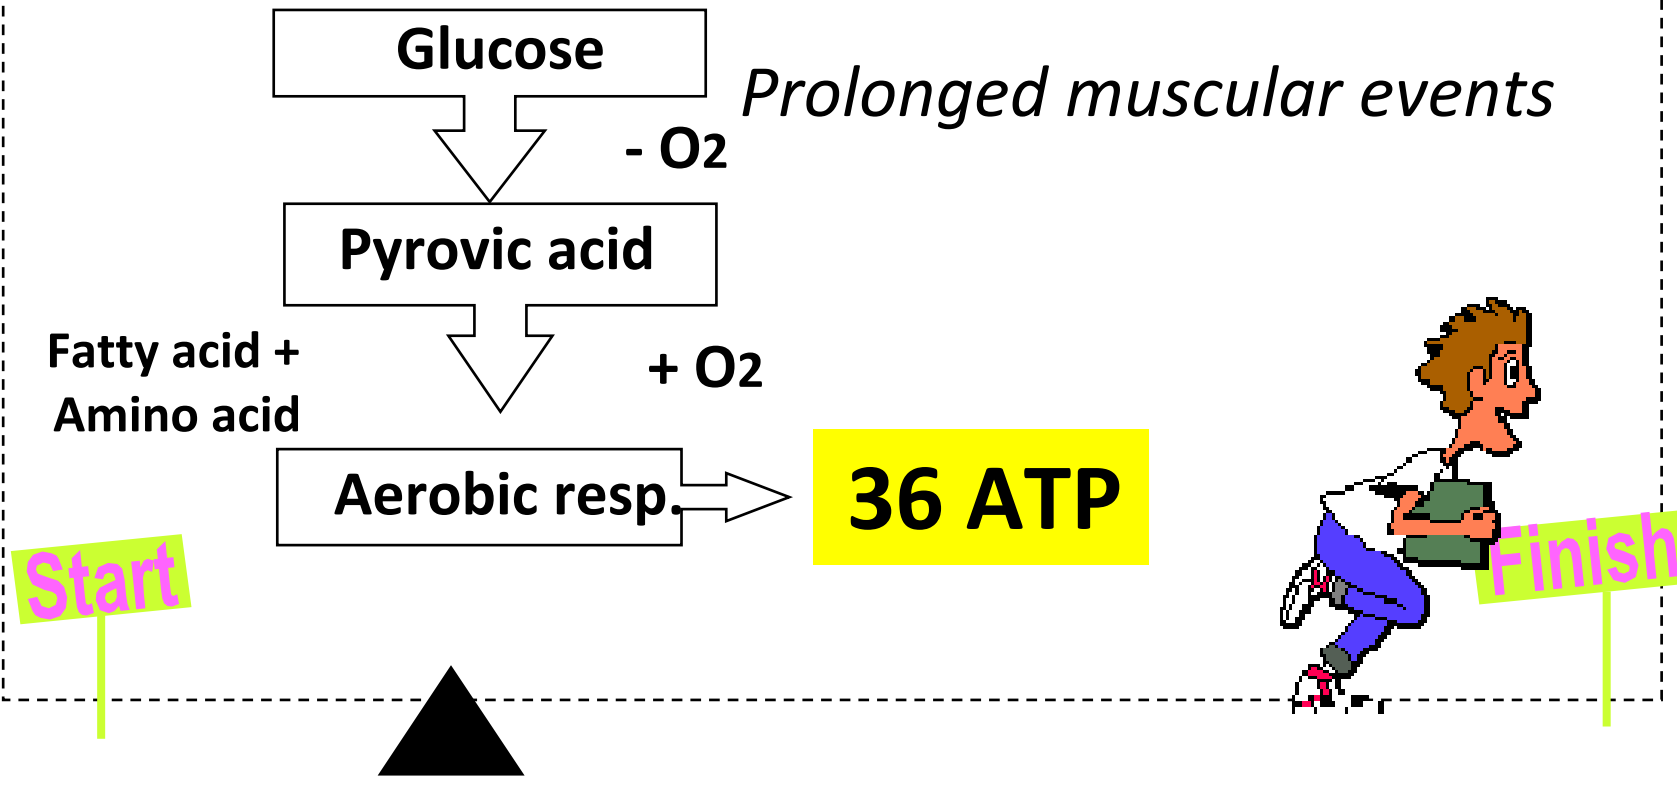 Glucose
Prolonged muscular events
- O2
Pyrovic acid
Fatty acid +
Amino acid
+ O2
Aerobic resp.
36 ATP
Start
Finish